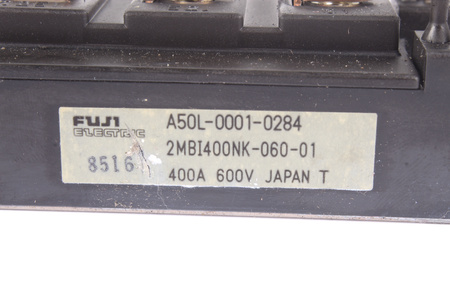 FUJI A50L-0001-0284
ELECTRIC 2MBI400NK-060-01
8516 400A 600V JAPAN T